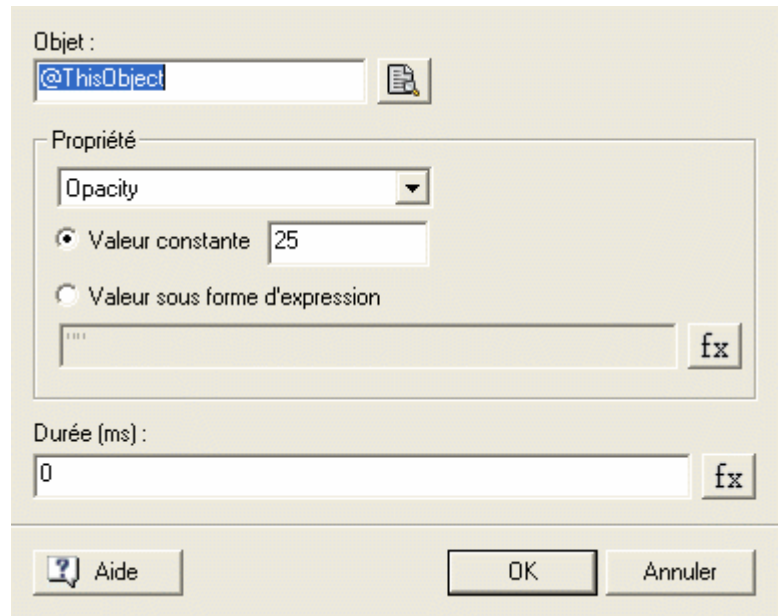 Objet :
@ThisObject
Propriété
Opacity
Valeur constante 25
Valeur sous forme d'expression
"" fx
Durée (ms) :
0 fx
Aide OK Annuler